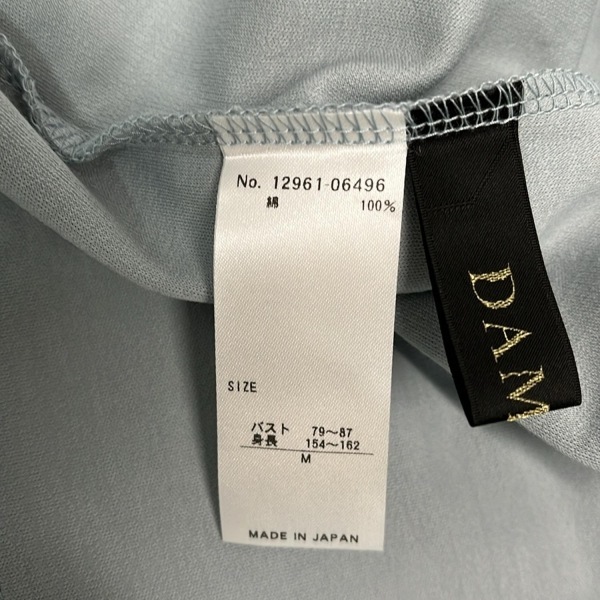 No. 12961-06496
綿 100%
SIZE
バスト 79～87
身長 154～162
M
MADE IN JAPAN
DAM